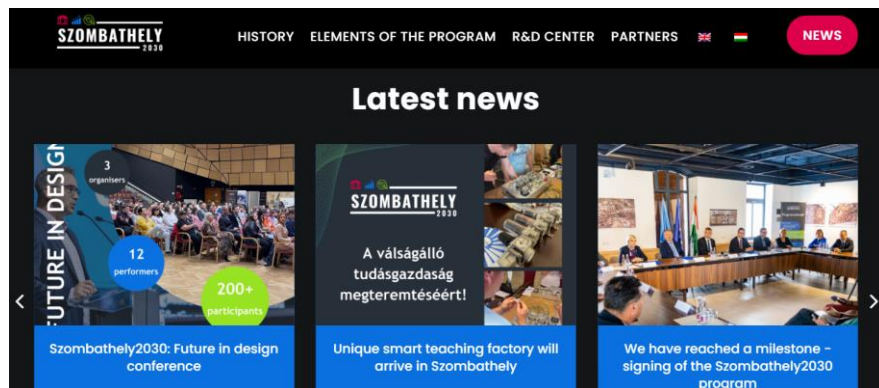 SZOMBATHELY
2030
HISTORY ELEMENTS OF THE PROGRAM R&D CENTER PARTNERS NEWS
Latest news
FUTURE IN DESIGN
3
organisers
12
performers
200+
participants
SZOMBATHELY
2030
A válságálló
tudásgazdaság
megteremtéséért!
Szombathely2030: Future in design
conference
Unique smart teaching factory will
arrive in Szombathely
We have reached a milestone -
signing of the Szombathely2030
program